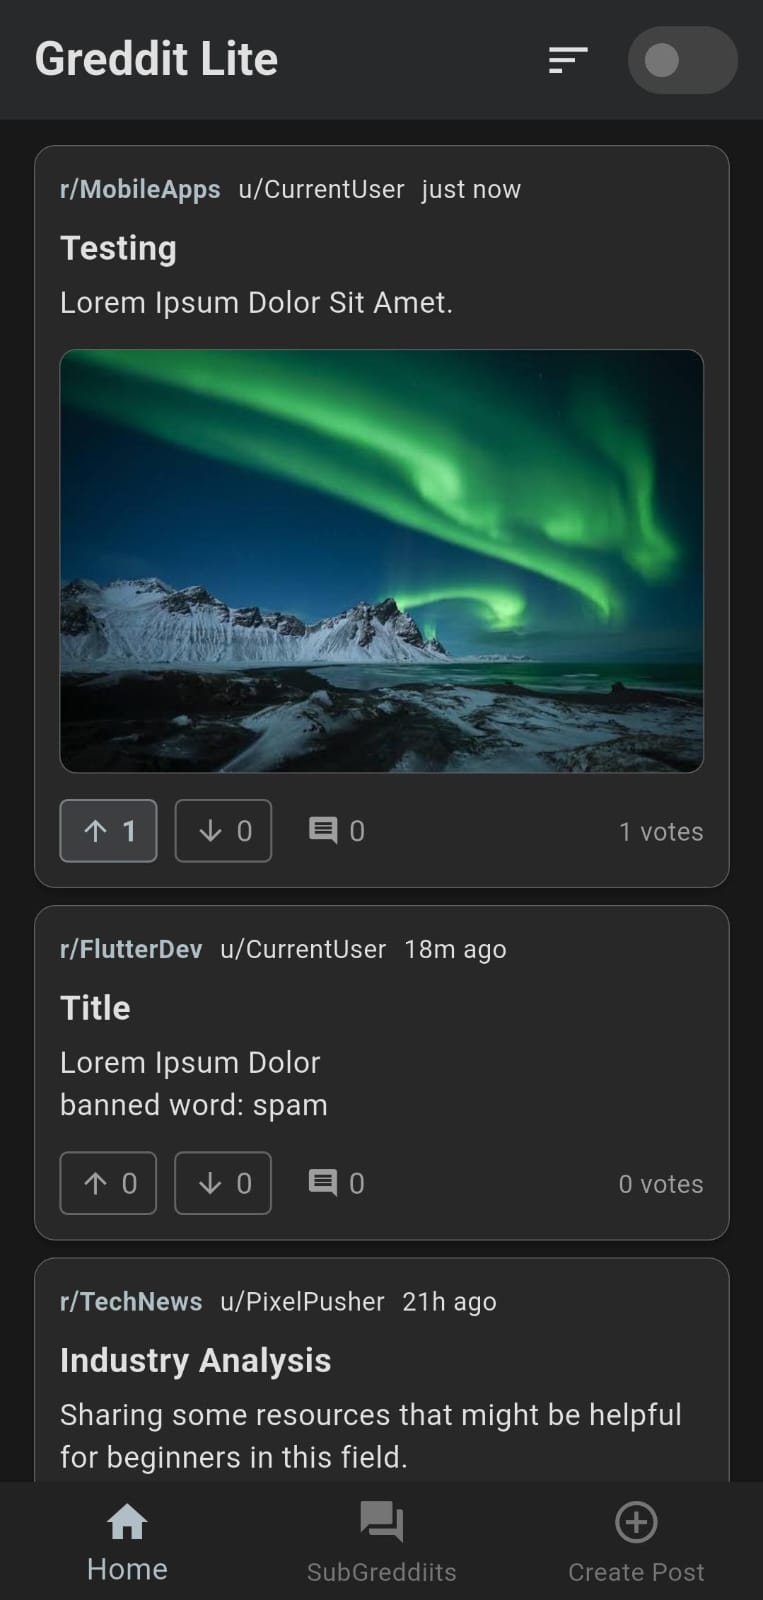 Greddit Lite
r/MobileApps u/CurrentUser just now
Testing
Lorem Ipsum Dolor Sit Amet.
1 0 0 1 votes
r/FlutterDev u/CurrentUser 18m ago
Title
Lorem Ipsum Dolor
banned word: spam
0 0 0 0 votes
r/TechNews u/PixelPusher 21h ago
Industry Analysis
Sharing some resources that might be helpful
for beginners in this field.
Home SubGreddiits Create Post